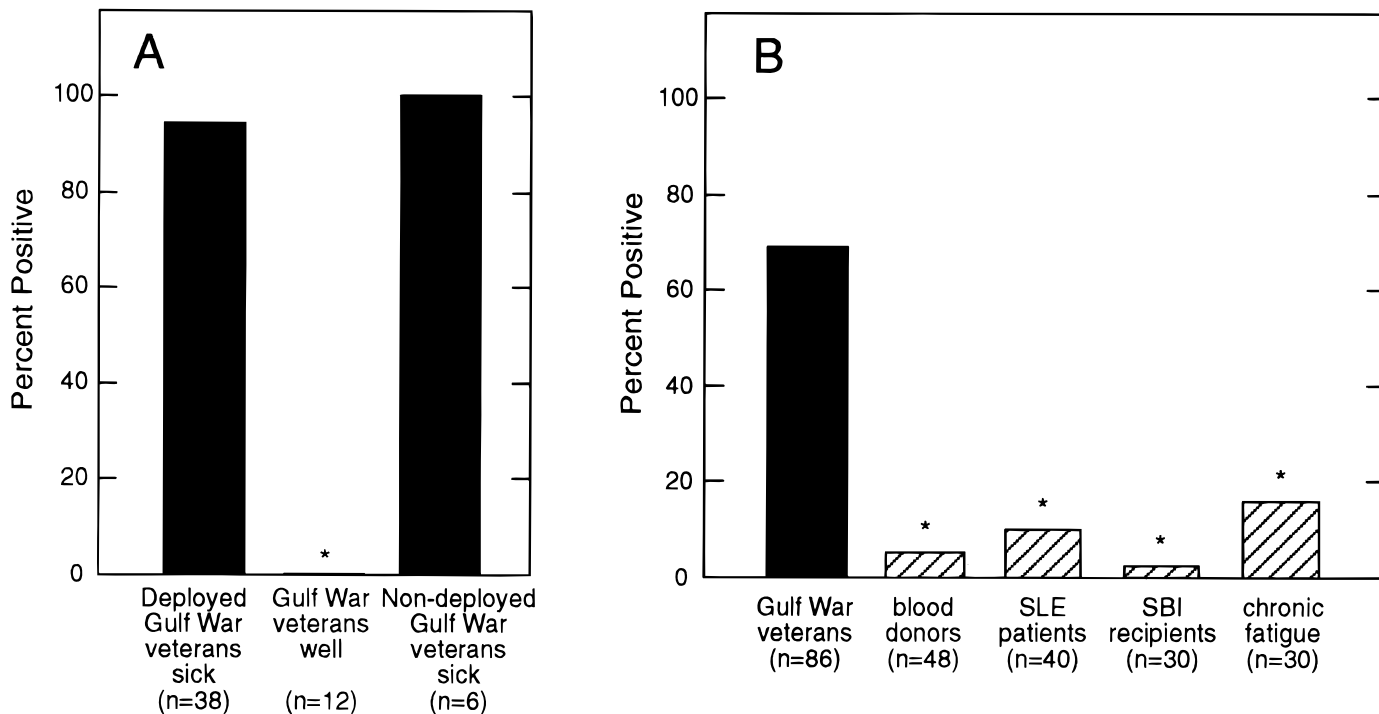 A
Percent Positive
100
80
60
40
20
0
*
Deployed
Gulf War
veterans
sick
(n=38)
Gulf War
veterans
well
(n=12)
Non-deployed
Gulf War
veterans
sick
(n=6)
B
Percent Positive
100
80
60
40
20
0
*
*
*
*
Gulf War
veterans
(n=86)
blood
donors
(n=48)
SLE
patients
(n=40)
SBI
recipients
(n=30)
chronic
fatigue
(n=30)